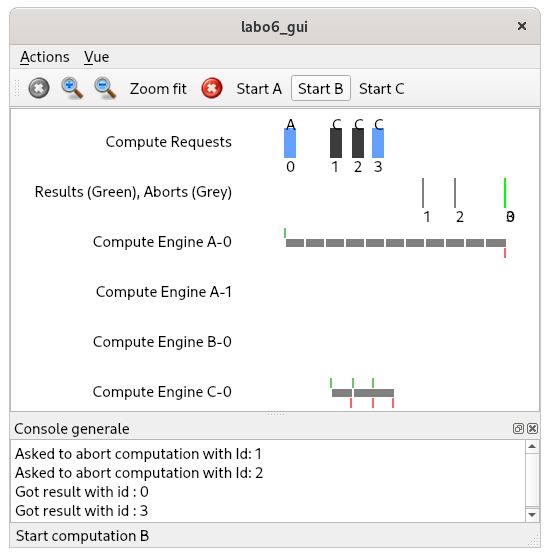 labo6_gui
Actions Vue
Zoom fit Start A Start B Start C
A C C C
Compute Requests
0 1 2 3
Results (Green), Aborts (Grey)
1 2 0 3
Compute Engine A-0
Compute Engine A-1
Compute Engine B-0
Compute Engine C-0
Console generale
Asked to abort computation with Id: 1
Asked to abort computation with Id: 2
Got result with id : 0
Got result with id : 3
Start computation B